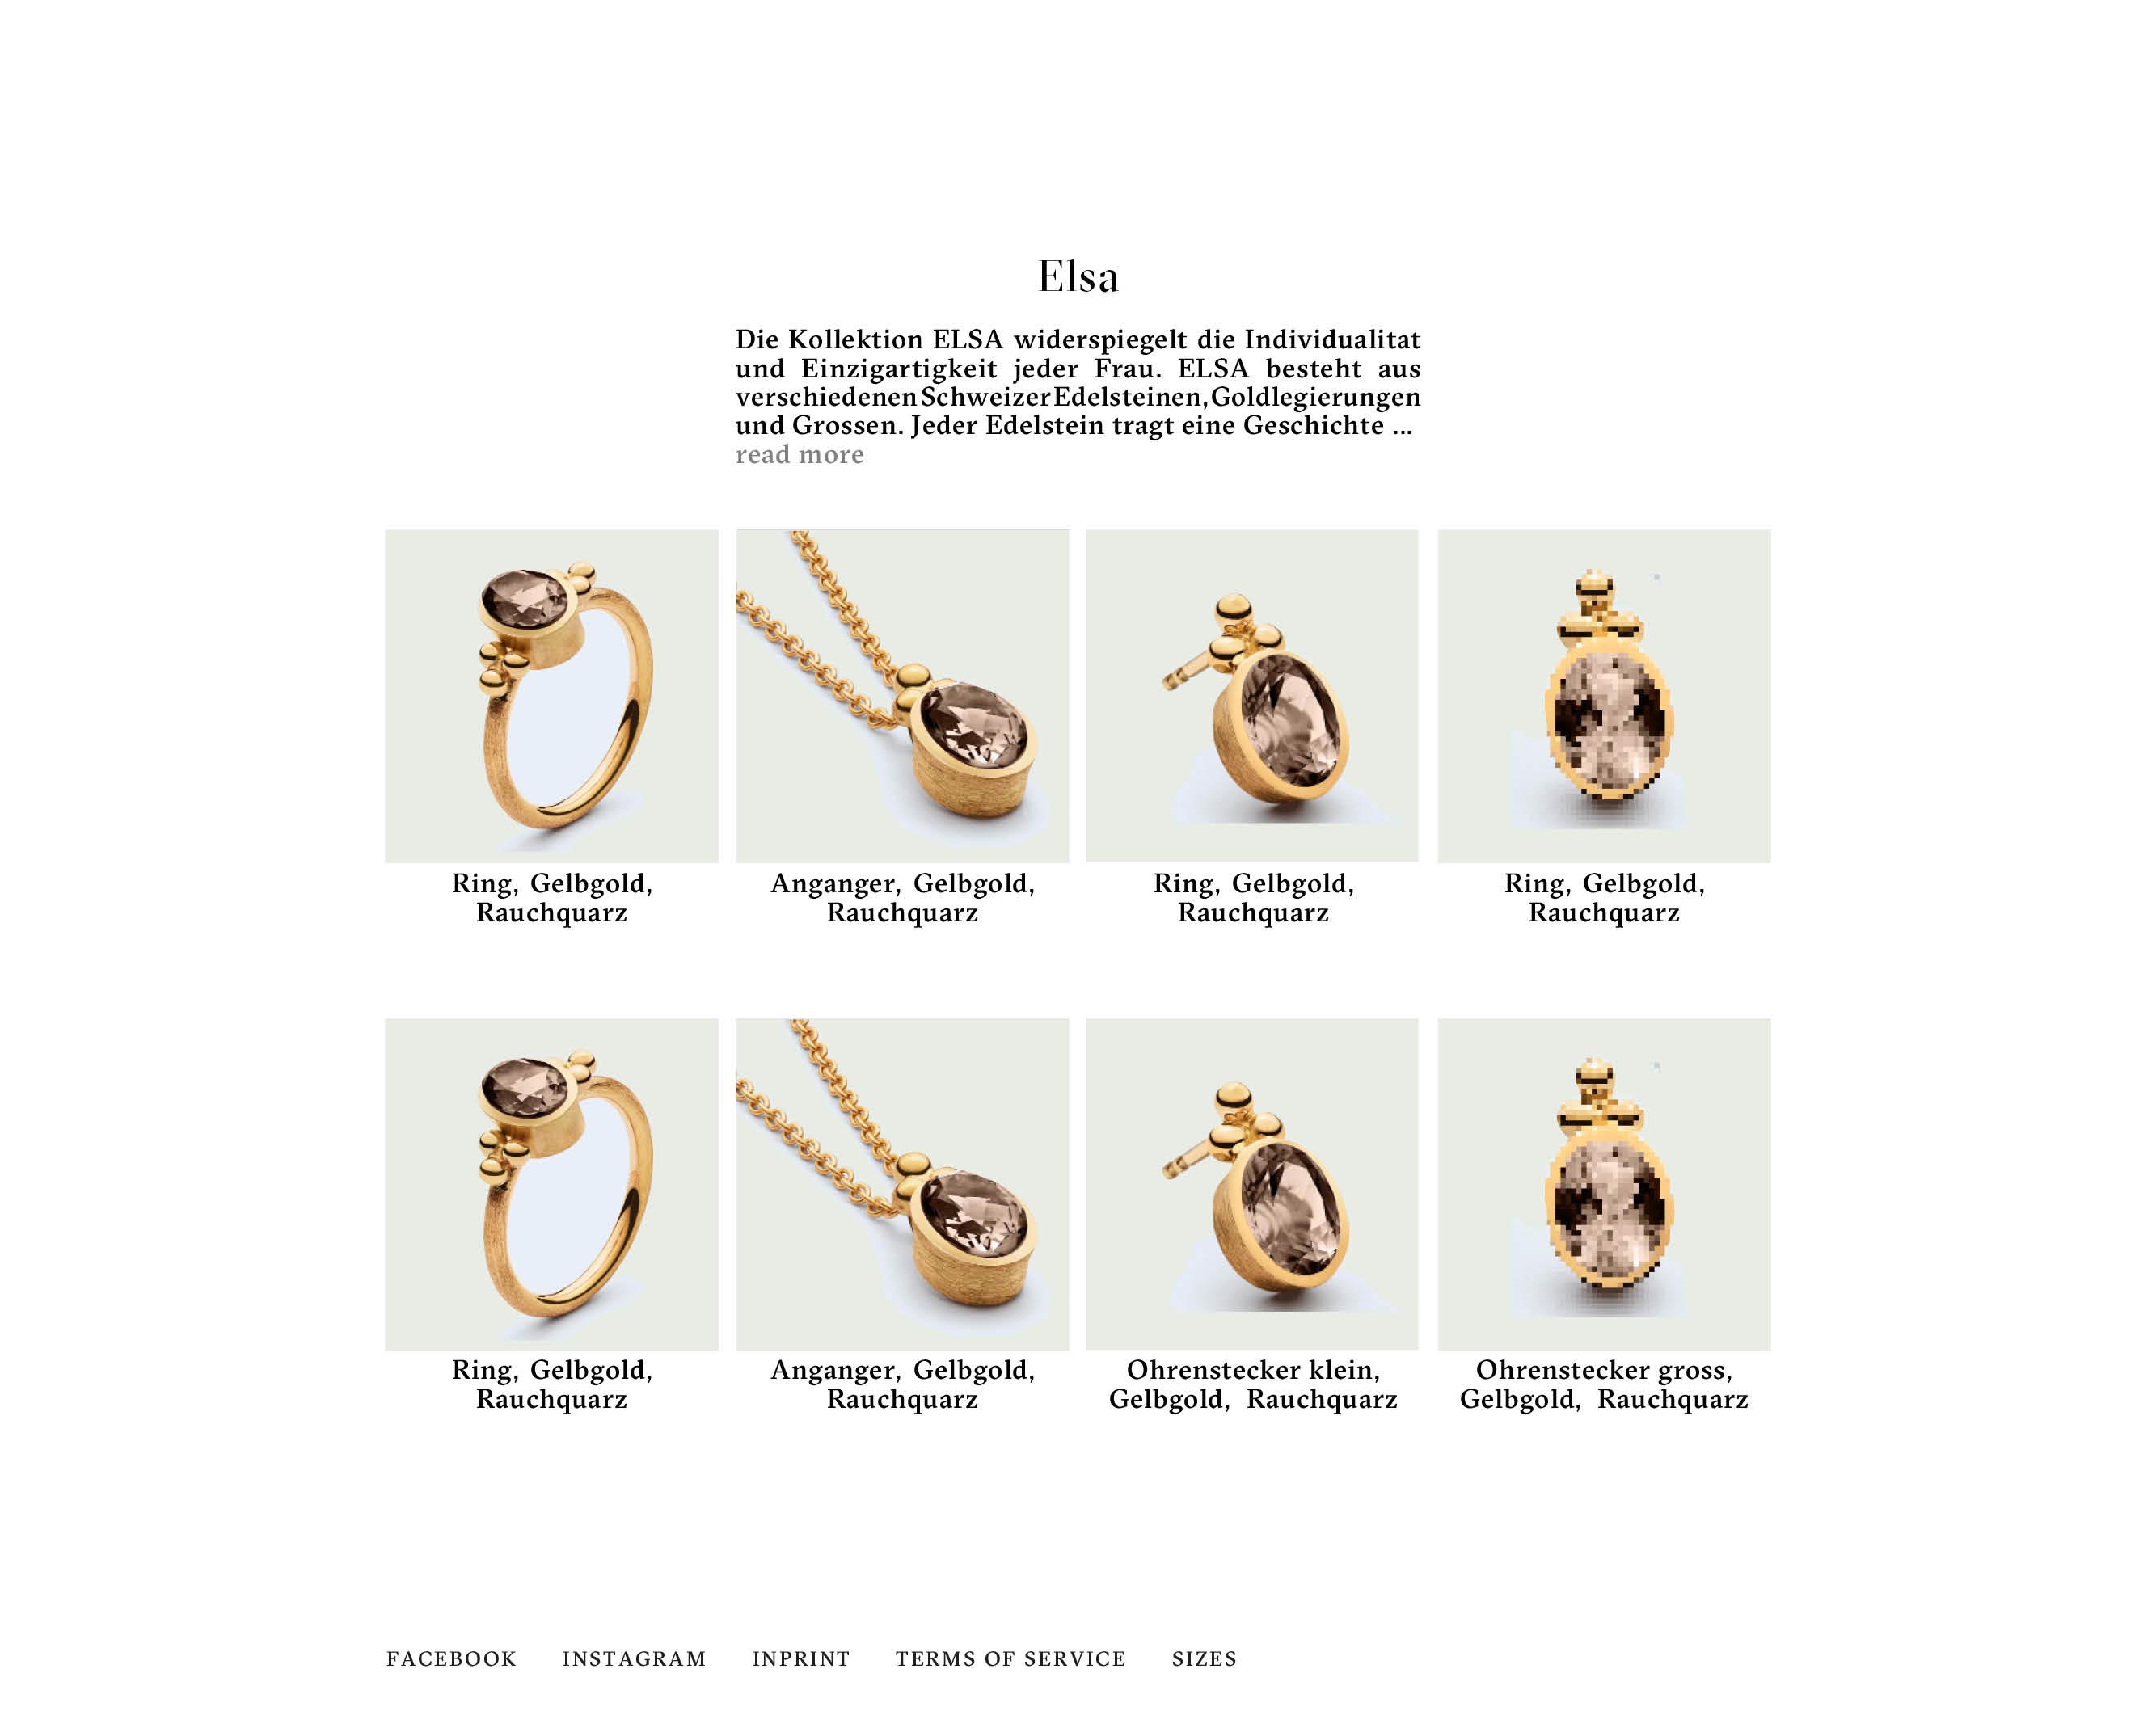 Elsa
Die Kollektion ELSA widerspiegelt die Individualitat
und Einzigartigkeit jeder Frau. ELSA besteht aus
verschiedenen Schweizer Edelsteinen, Goldlegierungen
und Grossen. Jeder Edelstein tragt eine Geschichte ...
read more
Ring, Gelbgold,
Rauchquarz
Anganger, Gelbgold,
Rauchquarz
Ring, Gelbgold,
Rauchquarz
Ring, Gelbgold,
Rauchquarz
Ring, Gelbgold,
Rauchquarz
Anganger, Gelbgold,
Rauchquarz
Ohrenstecker klein,
Gelbgold, Rauchquarz
Ohrenstecker gross,
Gelbgold, Rauchquarz
FACEBOOK INSTAGRAM INPRINT TERMS OF SERVICE SIZES